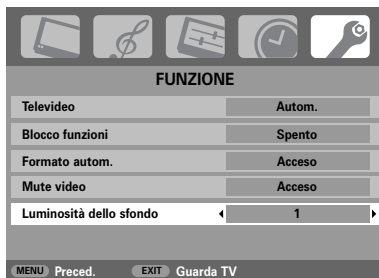 FUNZIONE
Televideo Autom.
Blocco funzioni Spento
Formato autom. Acceso
Mute video Acceso
Luminosità dello sfondo 1
MENU Preced. EXIT Guarda TV